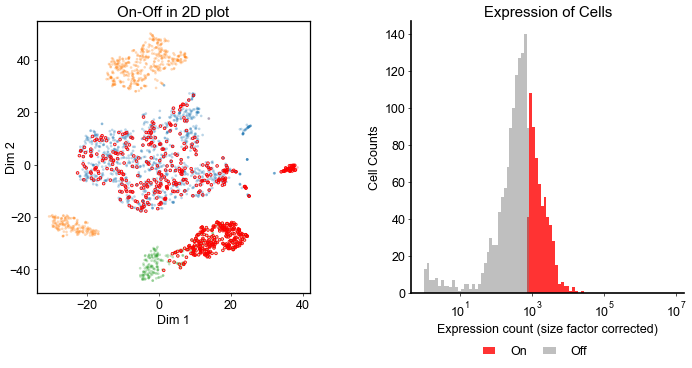 On-Off in 2D plot
Dim 2
40
20
0
−20
−40
−20 0 20 40
Dim 1
Expression of Cells
Cell Counts
140
120
100
80
60
40
20
0
10^1 10^3 10^5 10^7
Expression count (size factor corrected)
On Off